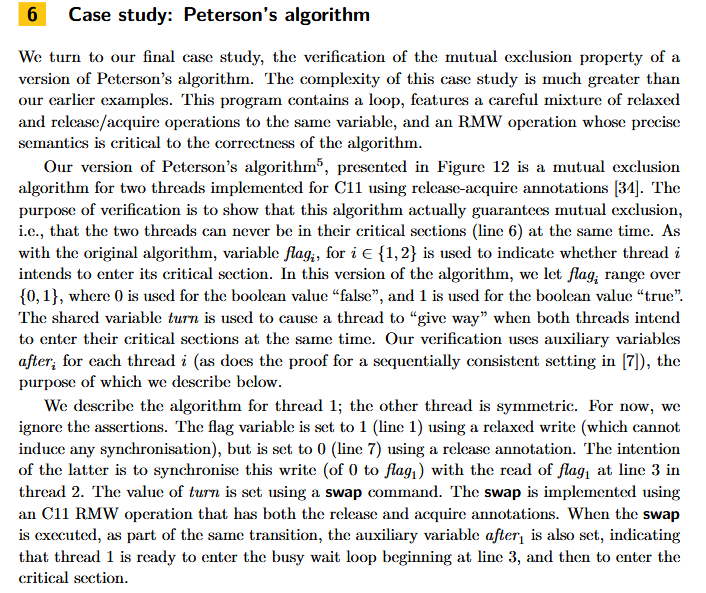 6 Case study: Peterson's algorithm
We turn to our final case study, the verification of the mutual exclusion property of a
version of Peterson's algorithm. The complexity of this case study is much greater than
our earlier examples. This program contains a loop, features a careful mixture of relaxed
and release/acquire operations to the same variable, and an RMW operation whose precise
semantics is critical to the correctness of the algorithm.
Our version of Peterson's algorithm⁵, presented in Figure 12 is a mutual exclusion
algorithm for two threads implemented for C11 using release-acquire annotations [34]. The
purpose of verification is to show that this algorithm actually guarantees mutual exclusion,
i.e., that the two threads can never be in their critical sections (line 6) at the same time. As
with the original algorithm, variable flagᵢ, for i ∈ {1, 2} is used to indicate whether thread i
intends to enter its critical section. In this version of the algorithm, we let flagᵢ range over
{0, 1}, where 0 is used for the boolean value "false", and 1 is used for the boolean value "true".
The shared variable turn is used to cause a thread to "give way" when both threads intend
to enter their critical sections at the same time. Our verification uses auxiliary variables
afterᵢ for each thread i (as does the proof for a sequentially consistent setting in [7]), the
purpose of which we describe below.
We describe the algorithm for thread 1; the other thread is symmetric. For now, we
ignore the assertions. The flag variable is set to 1 (line 1) using a relaxed write (which cannot
induce any synchronisation), but is set to 0 (line 7) using a release annotation. The intention
of the latter is to synchronise this write (of 0 to flag₁) with the read of flag₁ at line 3 in
thread 2. The value of turn is set using a swap command. The swap is implemented using
an C11 RMW operation that has both the release and acquire annotations. When the swap
is executed, as part of the same transition, the auxiliary variable after₁ is also set, indicating
that thread 1 is ready to enter the busy wait loop beginning at line 3, and then to enter the
critical section.